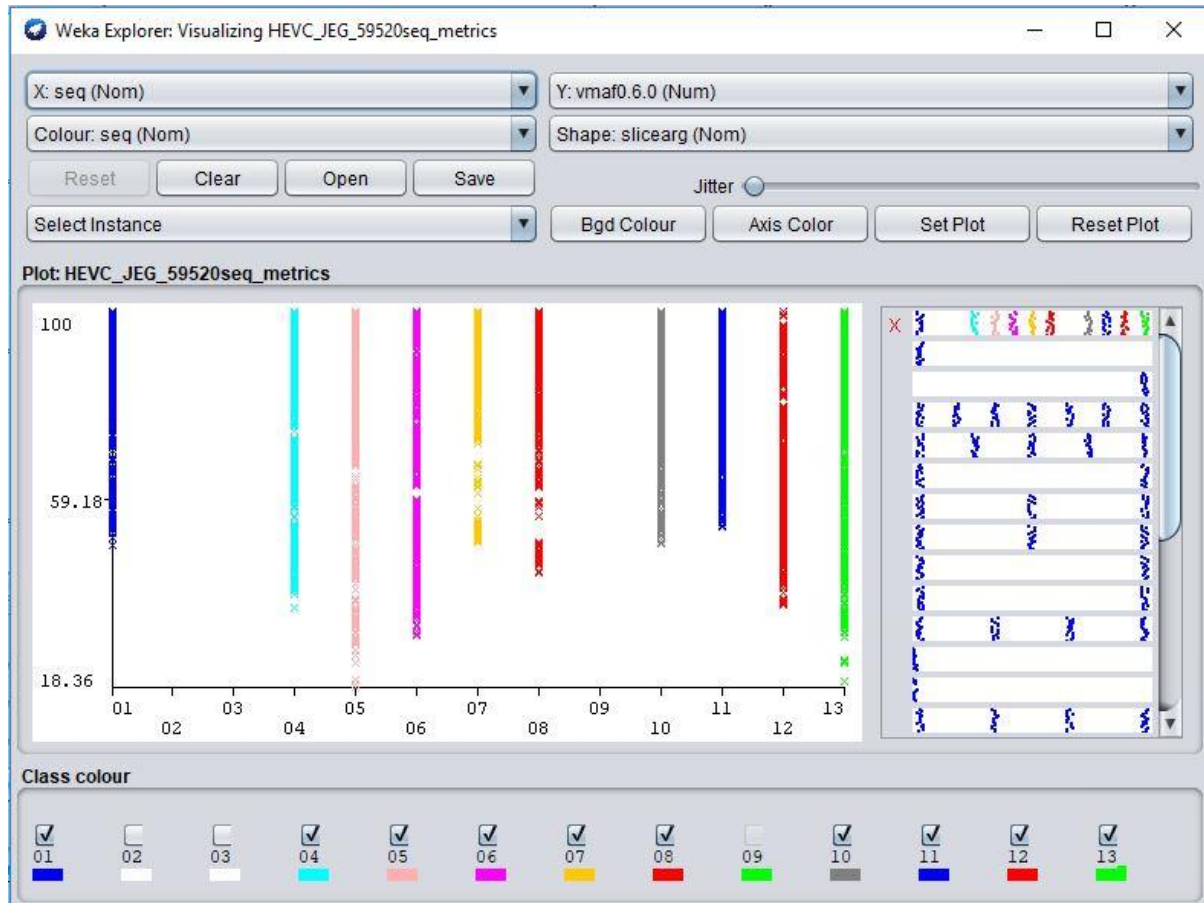 Weka Explorer: Visualizing HEVC_JEG_59520seq_metrics
X: seq (Nom)
Y: vmaf0.6.0 (Num)
Colour: seq (Nom)
Shape: slicearg (Nom)
Reset Clear Open Save
Jitter
Select Instance
Bgd Colour Axis Color Set Plot Reset Plot
Plot: HEVC_JEG_59520seq_metrics
100
59.18
18.36
01 03 05 07 09 11 13
02 04 06 08 10 12
X
Class colour
01 02 03 04 05 06 07 08 09 10 11 12 13